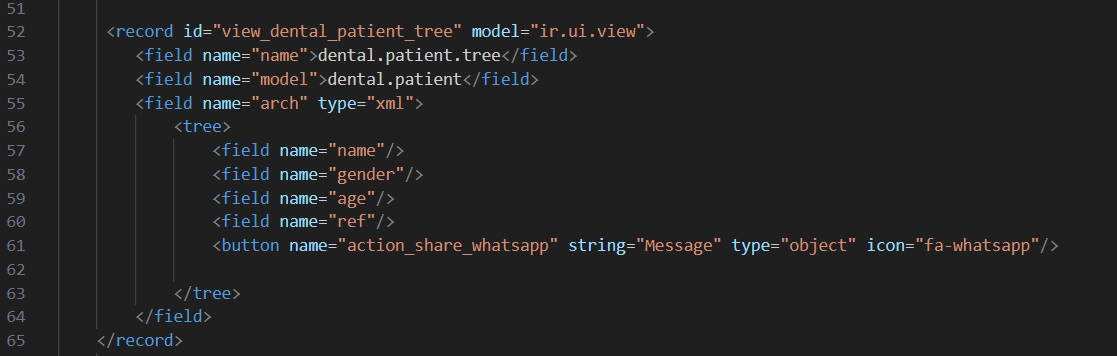 51
52 <record id="view_dental_patient_tree" model="ir.ui.view">
53 <field name="name">dental.patient.tree</field>
54 <field name="model">dental.patient</field>
55 <field name="arch" type="xml">
56 <tree>
57 <field name="name"/>
58 <field name="gender"/>
59 <field name="age"/>
60 <field name="ref"/>
61 <button name="action_share_whatsapp" string="Message" type="object" icon="fa-whatsapp"/>
62
63 </tree>
64 </field>
65 </record>